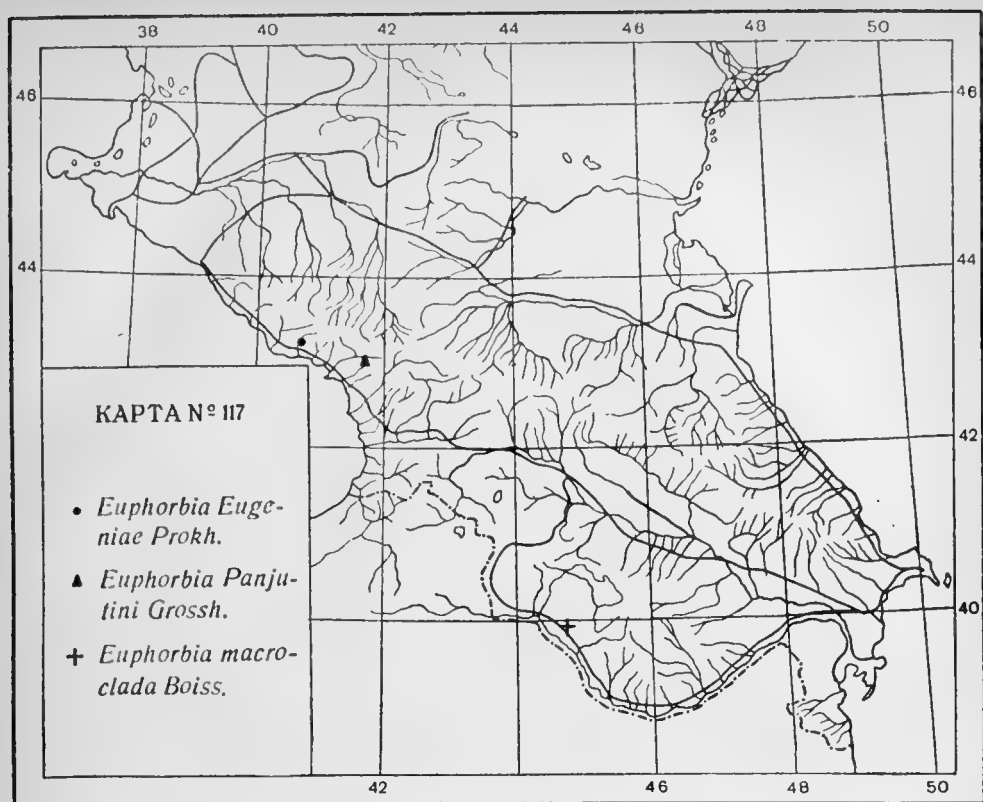 38 40 42 44 46 48 50
46 46
44 44
КАРТА № 117
42
• Euphorbia Euge-
niae Prokh.
▲ Euphorbia Panju-
tini Grossh.
40
+ Euphorbia macro-
clada Boiss.
42 44 46 48 50